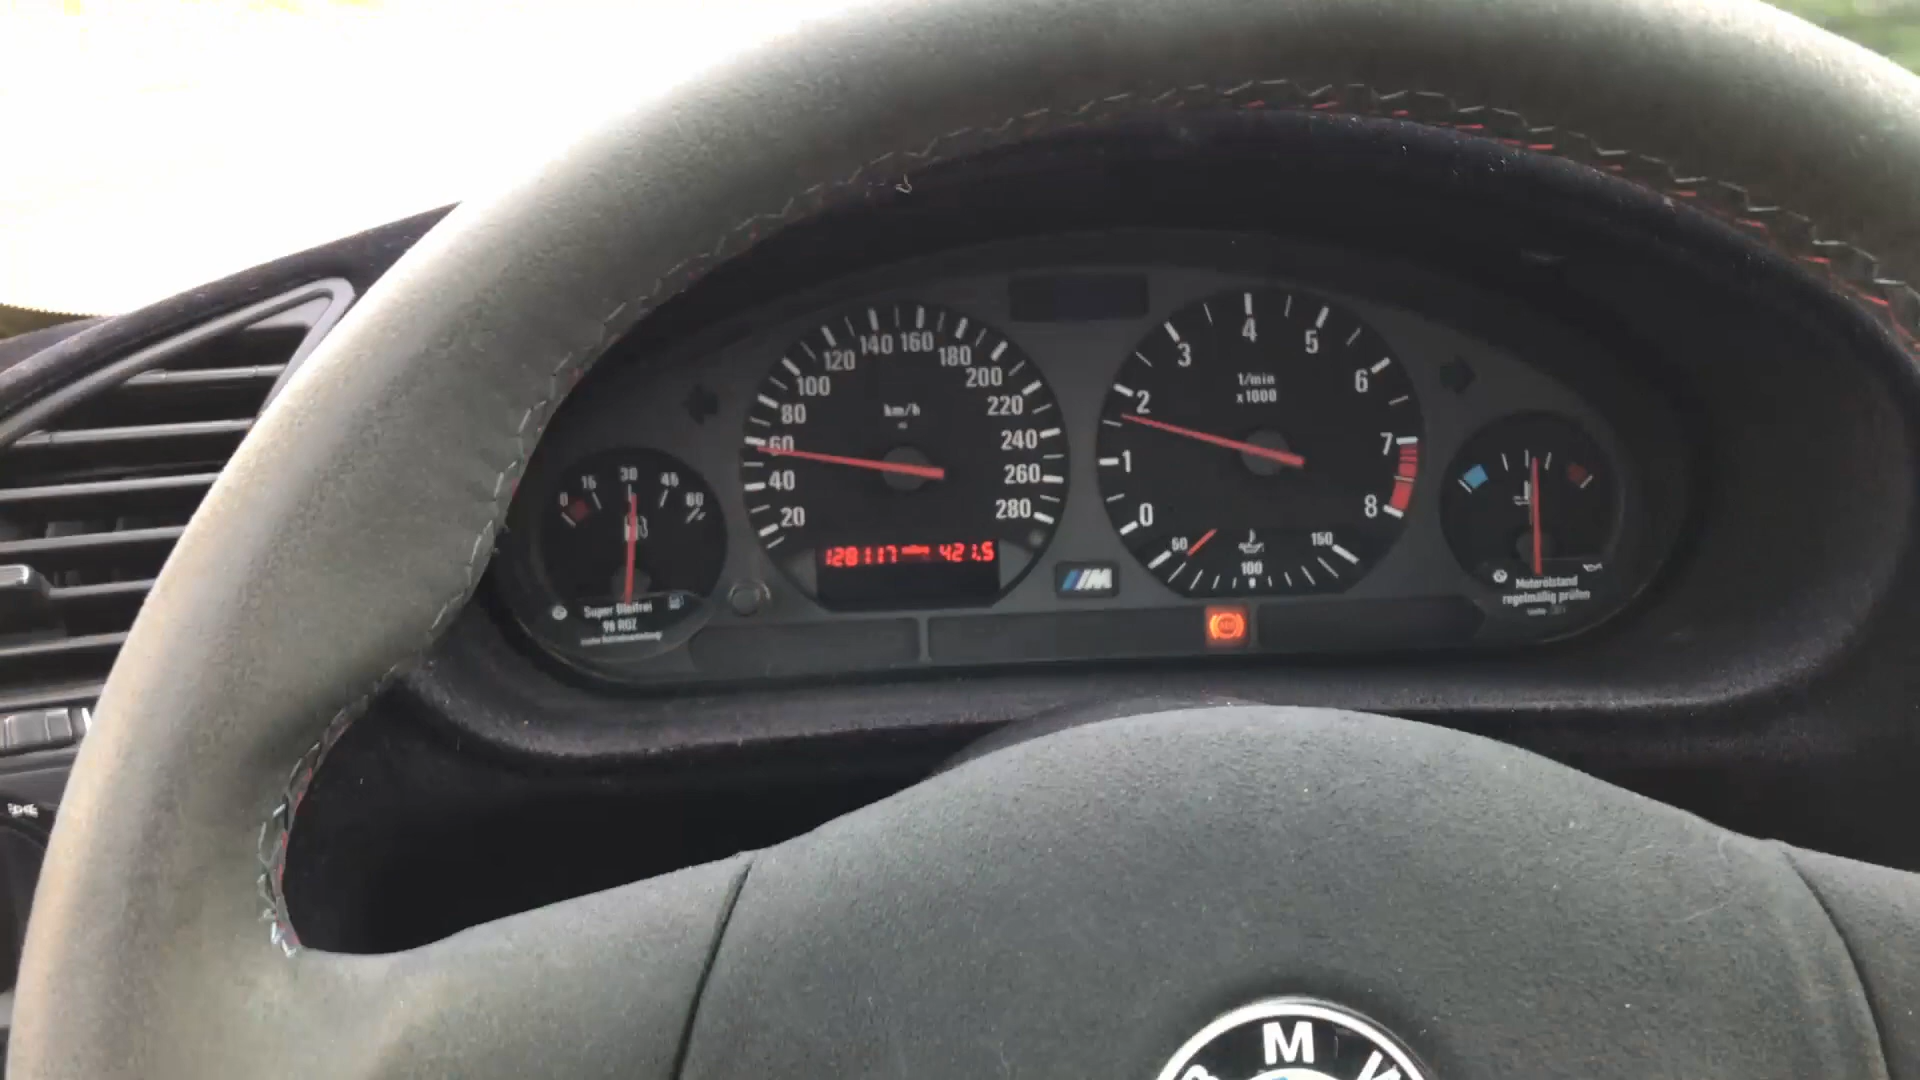 0 15 30 45 60
Super Bleifrei
98 ROZ
20 40 60 80 100 120 140 160 180 200 220 240 260 280
km/h
128117 421.5
M
0 1 2 3 4 5 6 7 8
1/min
x1000
50 100 150
ABS
Motorölstand
regelmäßig prüfen
B M W